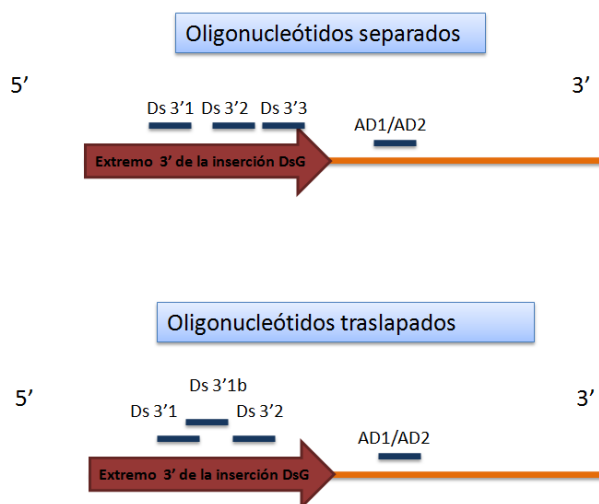 Oligonucleótidos separados
5’ 3’
Ds 3’1 Ds 3’2 Ds 3’3
AD1/AD2
Extremo 3’ de la inserción DsG
Oligonucleótidos traslapados
5’ 3’
Ds 3’1b
Ds 3’1 Ds 3’2
AD1/AD2
Extremo 3’ de la inserción DsG